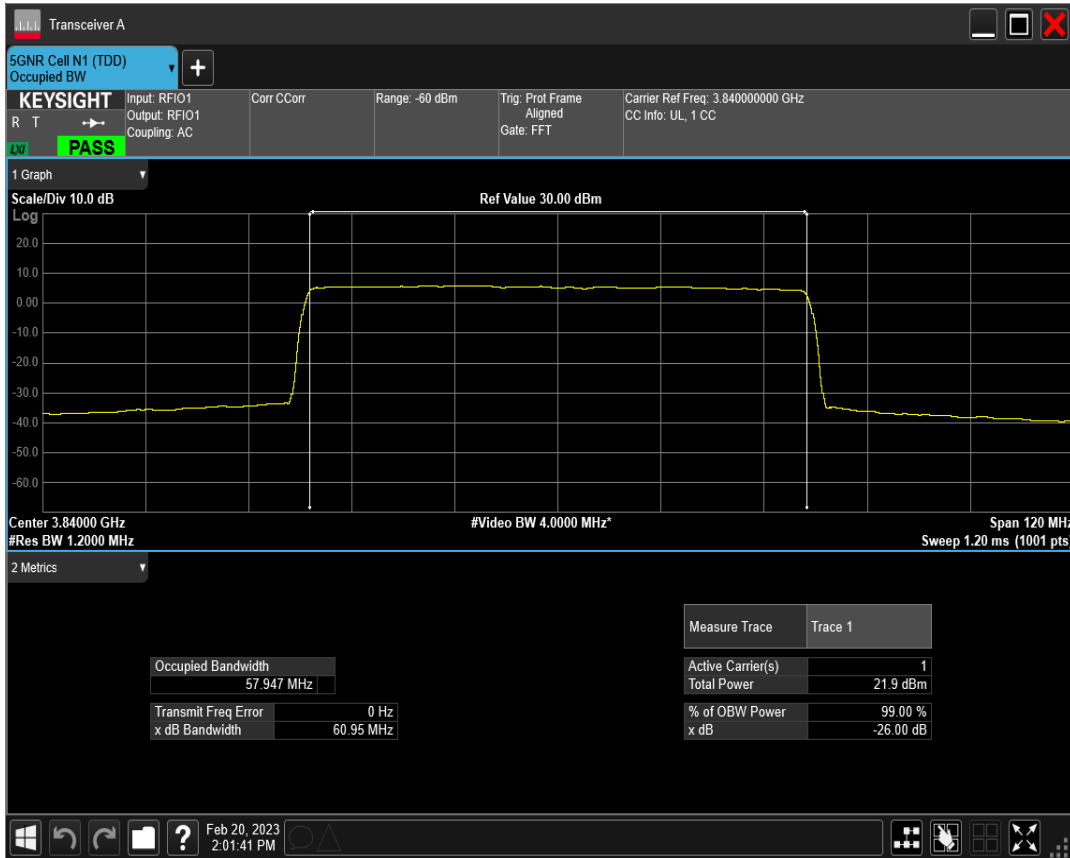 Transceiver A
5GNR Cell N1 (TDD)
Occupied BW
KEYSIGHT
R T
LXI
PASS
Input: RFIO1
Output: RFIO1
Coupling: AC
Corr CCorr
Range: -60 dBm
Trig: Prot Frame
Aligned
Gate: FFT
Carrier Ref Freq: 3.840000000 GHz
CC Info: UL, 1 CC
1 Graph
Scale/Div 10.0 dB
Ref Value 30.00 dBm
Log
20.0
10.0
0.00
-10.0
-20.0
-30.0
-40.0
-50.0
-60.0
Center 3.84000 GHz
#Video BW 4.0000 MHz*
Span 120 MHz
#Res BW 1.2000 MHz
Sweep 1.20 ms (1001 pts)
2 Metrics
Measure Trace Trace 1
Occupied Bandwidth
57.947 MHz
Active Carrier(s) 1
Total Power 21.9 dBm
Transmit Freq Error 0 Hz
x dB Bandwidth 60.95 MHz
% of OBW Power 99.00 %
x dB -26.00 dB
?
Feb 20, 2023
2:01:41 PM